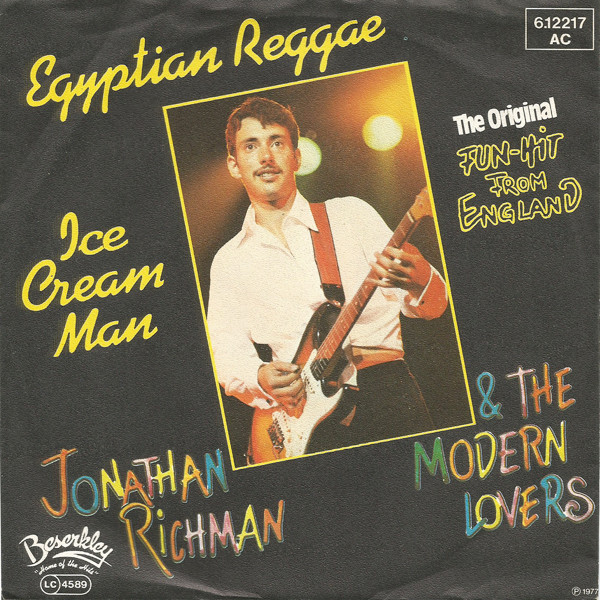 Egyptian Reggae
6.12217
AC
The Original
FUN-HIT
FROM
ENGLAND
Ice
Cream
Man
JONATHAN
RICHMAN
& THE
MODERN
LOVERS
Beserkley
"Home of the Hits"
LC 4589
Ⓟ 1977